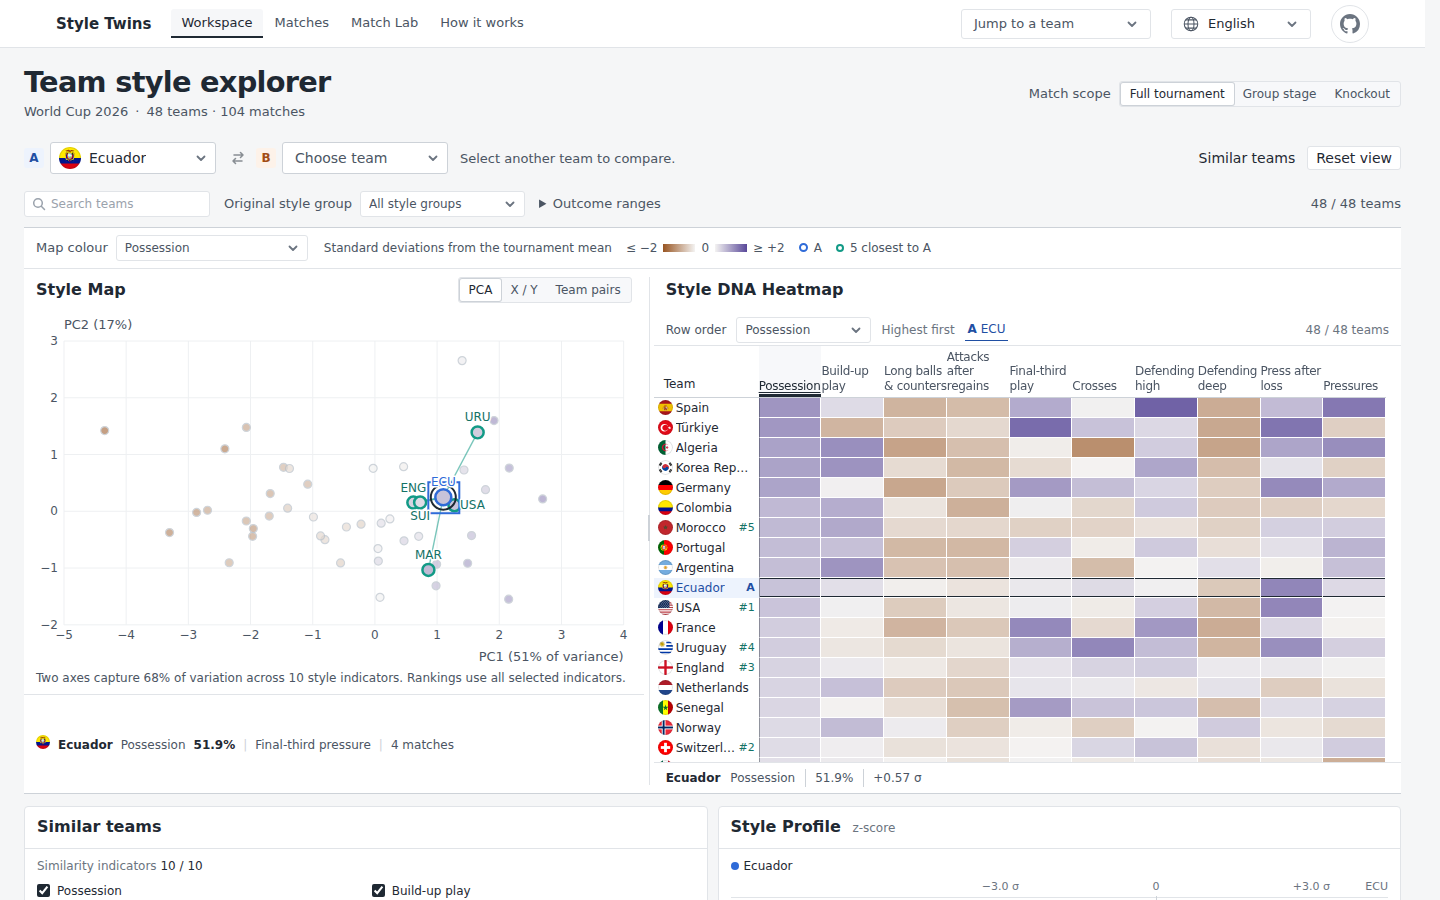 Style Twins Workspace Matches Match Lab How it works Jump to a team English
Team style explorer
World Cup 2026 · 48 teams · 104 matches
Match scope Full tournament Group stage Knockout
A Ecuador B Choose team Select another team to compare. Similar teams Reset view
Search teams Original style group All style groups Outcome ranges 48 / 48 teams
Map colour Possession Standard deviations from the tournament mean ≤ −2 0 ≥ +2 A 5 closest to A
Style Map PCA X / Y Team pairs
PC2 (17%)
3
2
1
0
−1
−2
−5 −4 −3 −2 −1 0 1 2 3 4
URU
ECU
ENG
USA
SUI
MAR
PC1 (51% of variance)
Two axes capture 68% of variation across 10 style indicators. Rankings use all selected indicators.
Ecuador Possession 51.9% | Final-third pressure | 4 matches
Style DNA Heatmap
Row order Possession Highest first A ECU 48 / 48 teams
Team Possession Build-up play Long balls & counters Attacks after regains Final-third play Crosses Defending high Defending deep Press after loss Pressures
Spain
Türkiye
Algeria
Korea Rep...
Germany
Colombia
Morocco #5
Portugal
Argentina
Ecuador A
USA #1
France
Uruguay #4
England #3
Netherlands
Senegal
Norway
Switzerl... #2
Ecuador Possession 51.9% +0.57 σ
Similar teams
Similarity indicators 10 / 10
Possession Build-up play
Style Profile z-score
Ecuador
−3.0 σ 0 +3.0 σ ECU